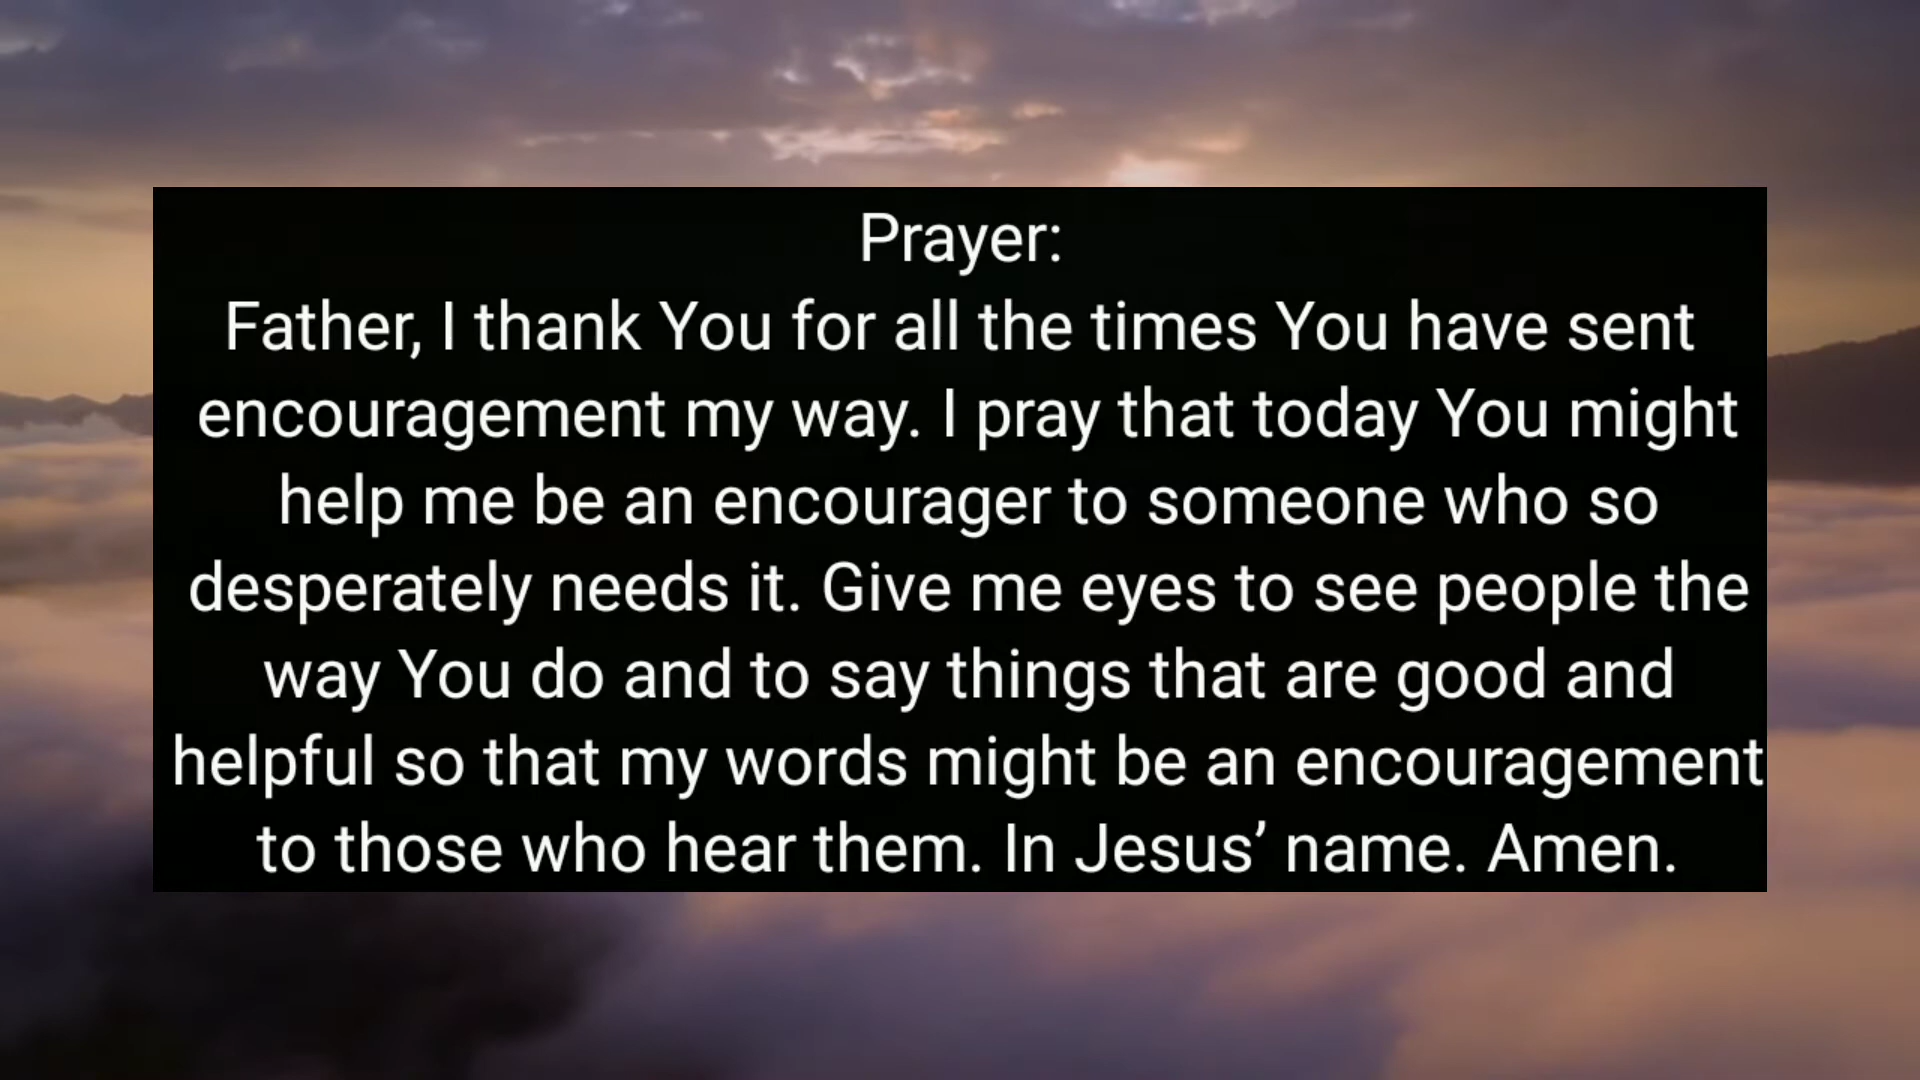 Prayer:
Father, I thank You for all the times You have sent
encouragement my way. I pray that today You might
help me be an encourager to someone who so
desperately needs it. Give me eyes to see people the
way You do and to say things that are good and
helpful so that my words might be an encouragement
to those who hear them. In Jesus’ name. Amen.